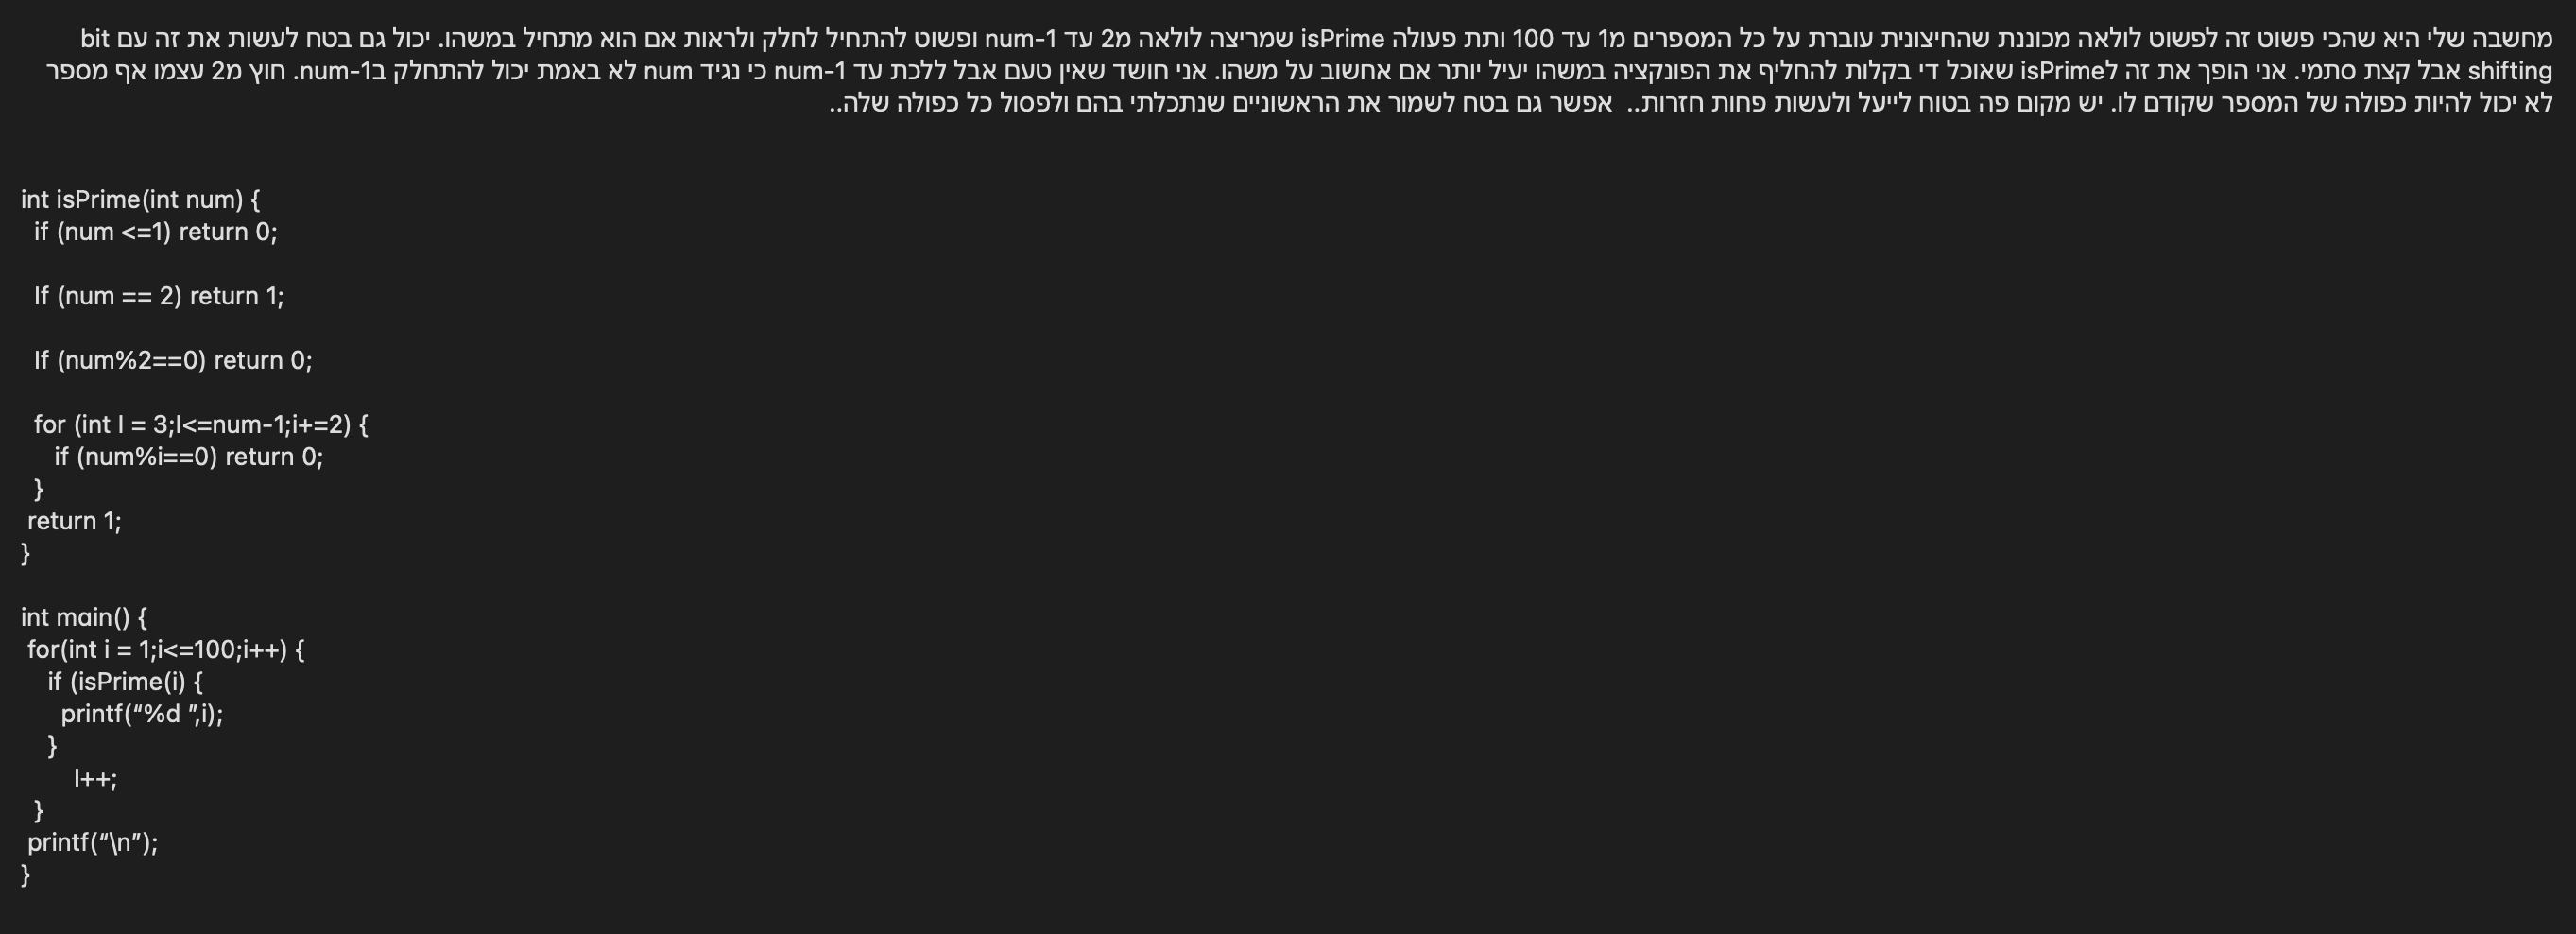 מחשבה שלי היא שהכי פשוט זה לפשוט לולאה מכוננת שהחיצונית עוברת על כל המספרים מ1 עד 100 ותת פעולה isPrime שמריצה לולאה מ2 עד num-1 ופשוט להתחיל לחלק ולראות אם הוא מתחיל במשהו. יכול גם בטח לעשות את זה עם bit
shifting אבל קצת סתמי. אני הופך את זה לisPrime שאוכל די בקלות להחליף את הפונקציה במשהו יעיל יותר אם אחשוב על משהו. אני חושד שאין טעם אבל ללכת עד num-1 כי נגיד num לא באמת יכול להתחלק בnum-1. חוץ מ2 עצמו אף מספר
לא יכול להיות כפולה של המספר שקודם לו. יש מקום פה בטוח לייעל ולעשות פחות חזרות..  אפשר גם בטח לשמור את הראשוניים שנתכלתי בהם ולפסול כל כפולה שלה..
int isPrime(int num) {
if (num <=1) return 0;
If (num == 2) return 1;
If (num%2==0) return 0;
for (int I = 3;I<=num-1;i+=2) {
if (num%i==0) return 0;
}
return 1;
}
int main() {
for(int i = 1;i<=100;i++) {
if (isPrime(i) {
printf(“%d ”,i);
}
I++;
}
printf(“\n”);
}